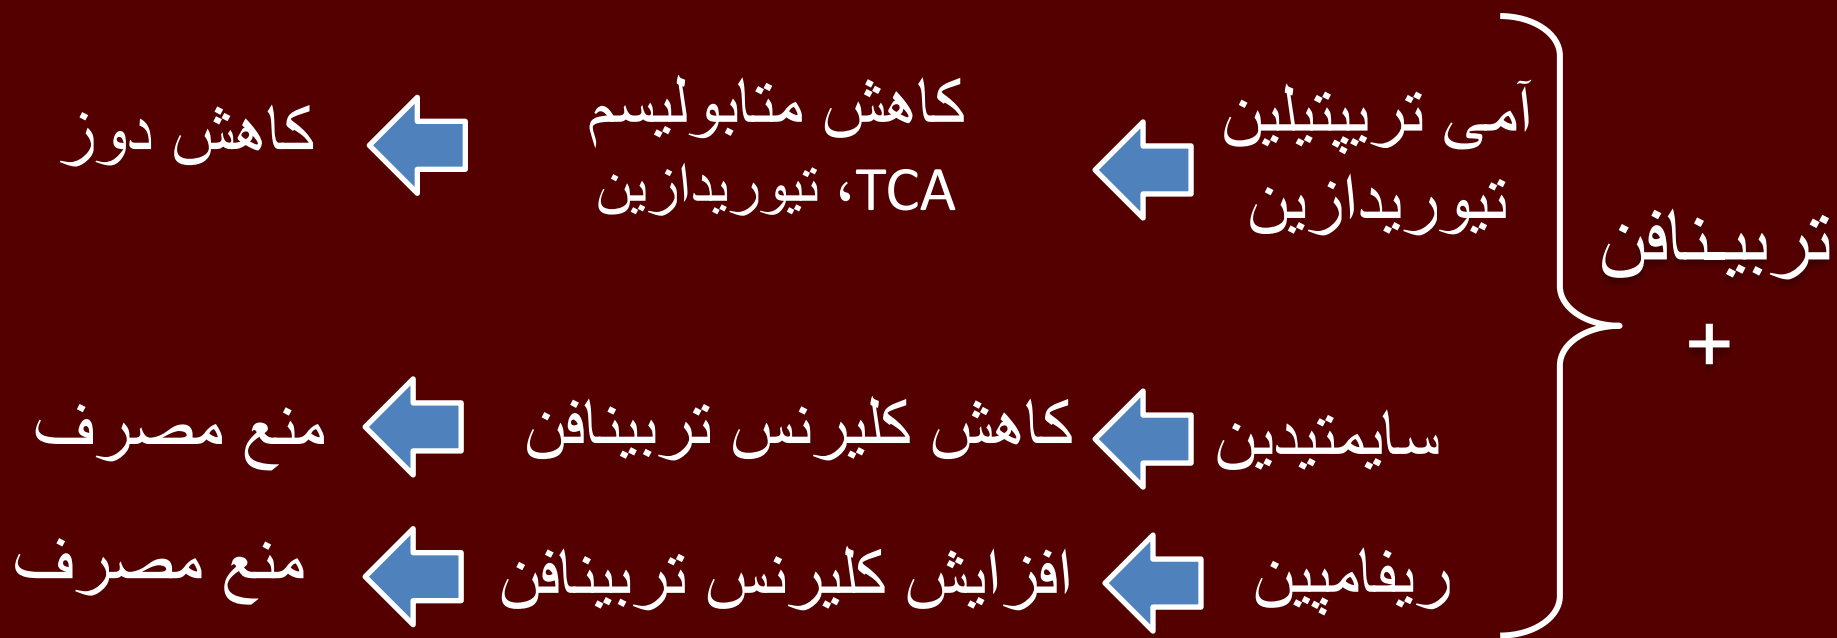 تربینافن
+
آمی تریپتیلین
تیوریدازین
کاهش متابولیسم
TCA، تیوریدازین
کاهش دوز
سایمتیدین
کاهش کلیرنس تربینافن
منع مصرف
ریفامپین
افزایش کلیرنس تربینافن
منع مصرف